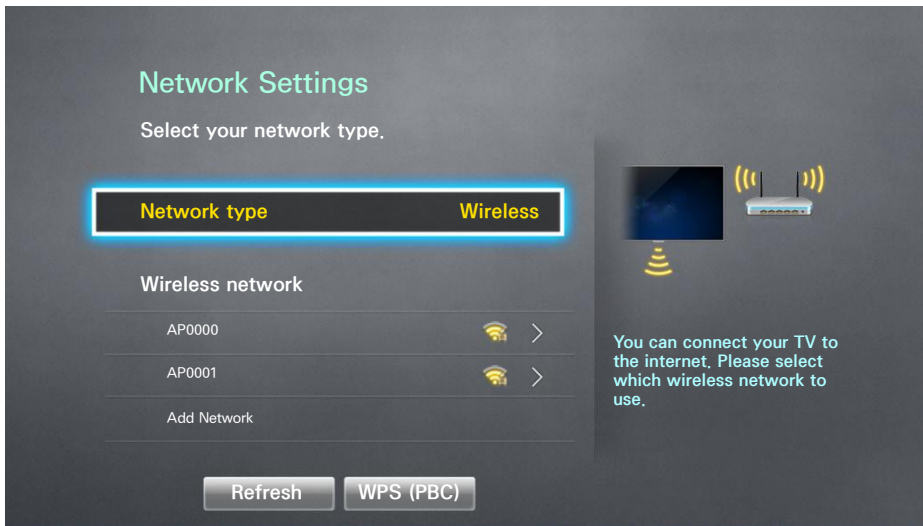 Network Settings
Select your network type.
Network type Wireless
Wireless network
AP0000
AP0001
Add Network
You can connect your TV to
the internet. Please select
which wireless network to
use.
Refresh WPS (PBC)